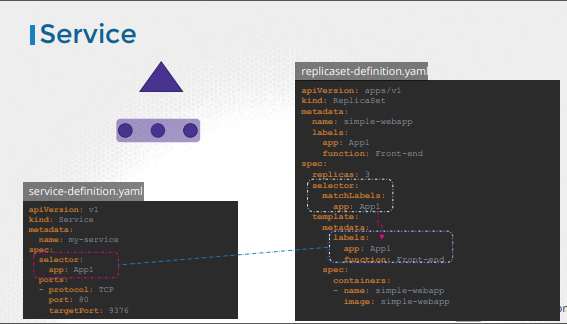 Service
replicaset-definition.yaml
apiVersion: apps/v1
kind: ReplicaSet
metadata:
  name: simple-webapp
  labels:
    app: App1
    function: Front-end
spec:
  replicas: 3
  selector:
    matchLabels:
      app: App1
  template:
    metadata:
      labels:
        app: App1
        function: Front-end
    spec:
      containers:
      - name: simple-webapp
        image: simple-webapp
service-definition.yaml
apiVersion: v1
kind: Service
metadata:
  name: my-service
spec:
  selector:
    app: App1
  ports:
  - protocol: TCP
    port: 80
    targetPort: 9376